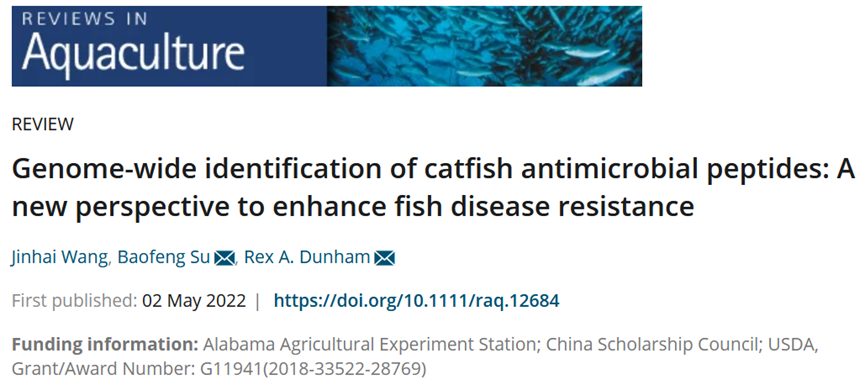 REVIEWS IN
Aquaculture
REVIEW
Genome-wide identification of catfish antimicrobial peptides: A
new perspective to enhance fish disease resistance
Jinhai Wang, Baofeng Su, Rex A. Dunham
First published: 02 May 2022 | https://doi.org/10.1111/raq.12684
Funding information: Alabama Agricultural Experiment Station; China Scholarship Council; USDA,
Grant/Award Number: G11941(2018-33522-28769)